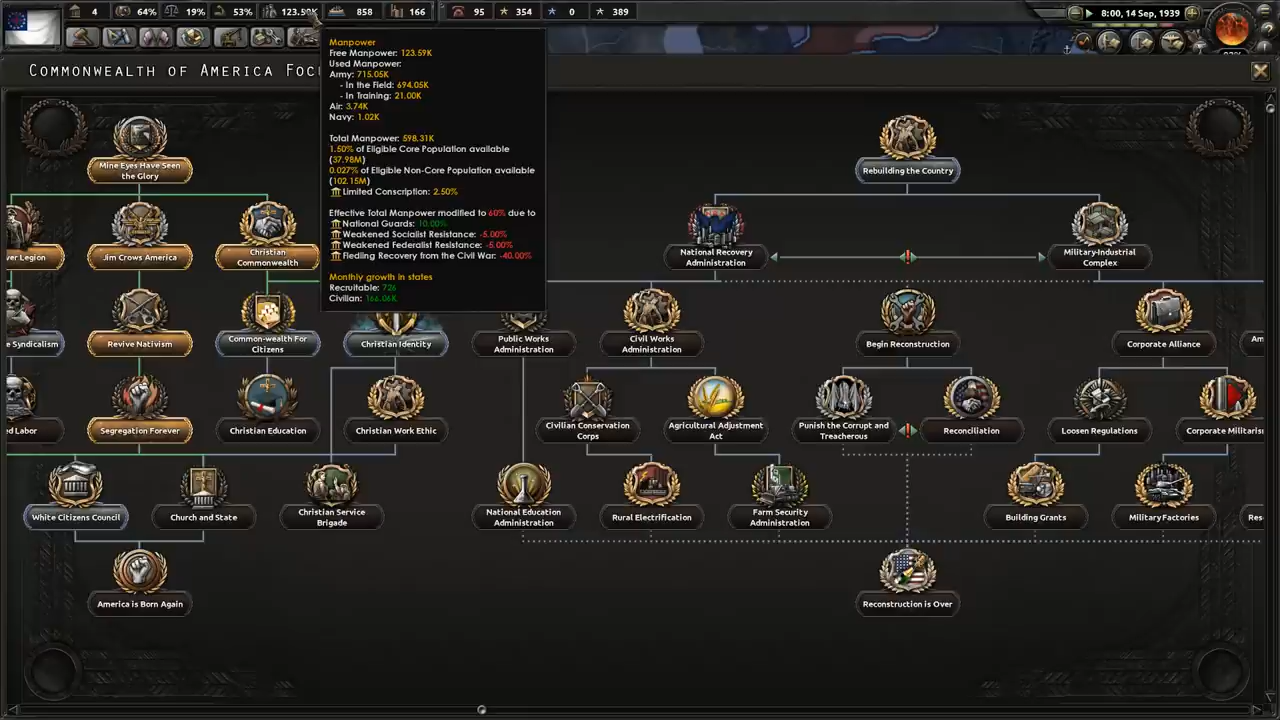 4
64%
19%
53%
123.59K
858
166
95
354
0
389
8:00, 14 Sep, 1939
Commonwealth of America Foc
Manpower
Free Manpower: 123.59K
Used Manpower:
Army: 715.05K
- In the Field: 694.05K
- In Training: 21.00K
Air: 3.74K
Navy: 1.02K
Total Manpower: 598.31K
1.50% of Eligible Core Population available
(37.98M)
0.027% of Eligible Non-Core Population available
(102.15M)
Limited Conscription: 2.50%
Effective Total Manpower modified to 60% due to
National Guards: 10.00%
Weakened Socialist Resistance: -5.00%
Weakened Federalist Resistance: -5.00%
Fledling Recovery from the Civil War: -40.00%
Monthly growth in states
Recruitable: 726
Civilian: 166.06K
Mine Eyes Have Seen
the Glory
Rebuilding the Country
ver Legion
Jim Crows America
Christian
Commonwealth
National Recovery
Administration
Military-Industrial
Complex
e Syndicalism
Revive Nativism
Common-wealth For
Citizens
Christian Identity
Public Works
Administration
Civil Works
Administration
Begin Reconstruction
Corporate Alliance
Am
ed Labor
Segregation Forever
Christian Education
Christian Work Ethic
Civilian Conservation
Corps
Agricultural Adjustment
Act
Punish the Corrupt and
Treacherous
Reconciliation
Loosen Regulations
Corporate Militarism
White Citizens Council
Church and State
Christian Service
Brigade
National Education
Administration
Rural Electrification
Farm Security
Administration
Building Grants
Military Factories
Res
America is Born Again
Reconstruction is Over